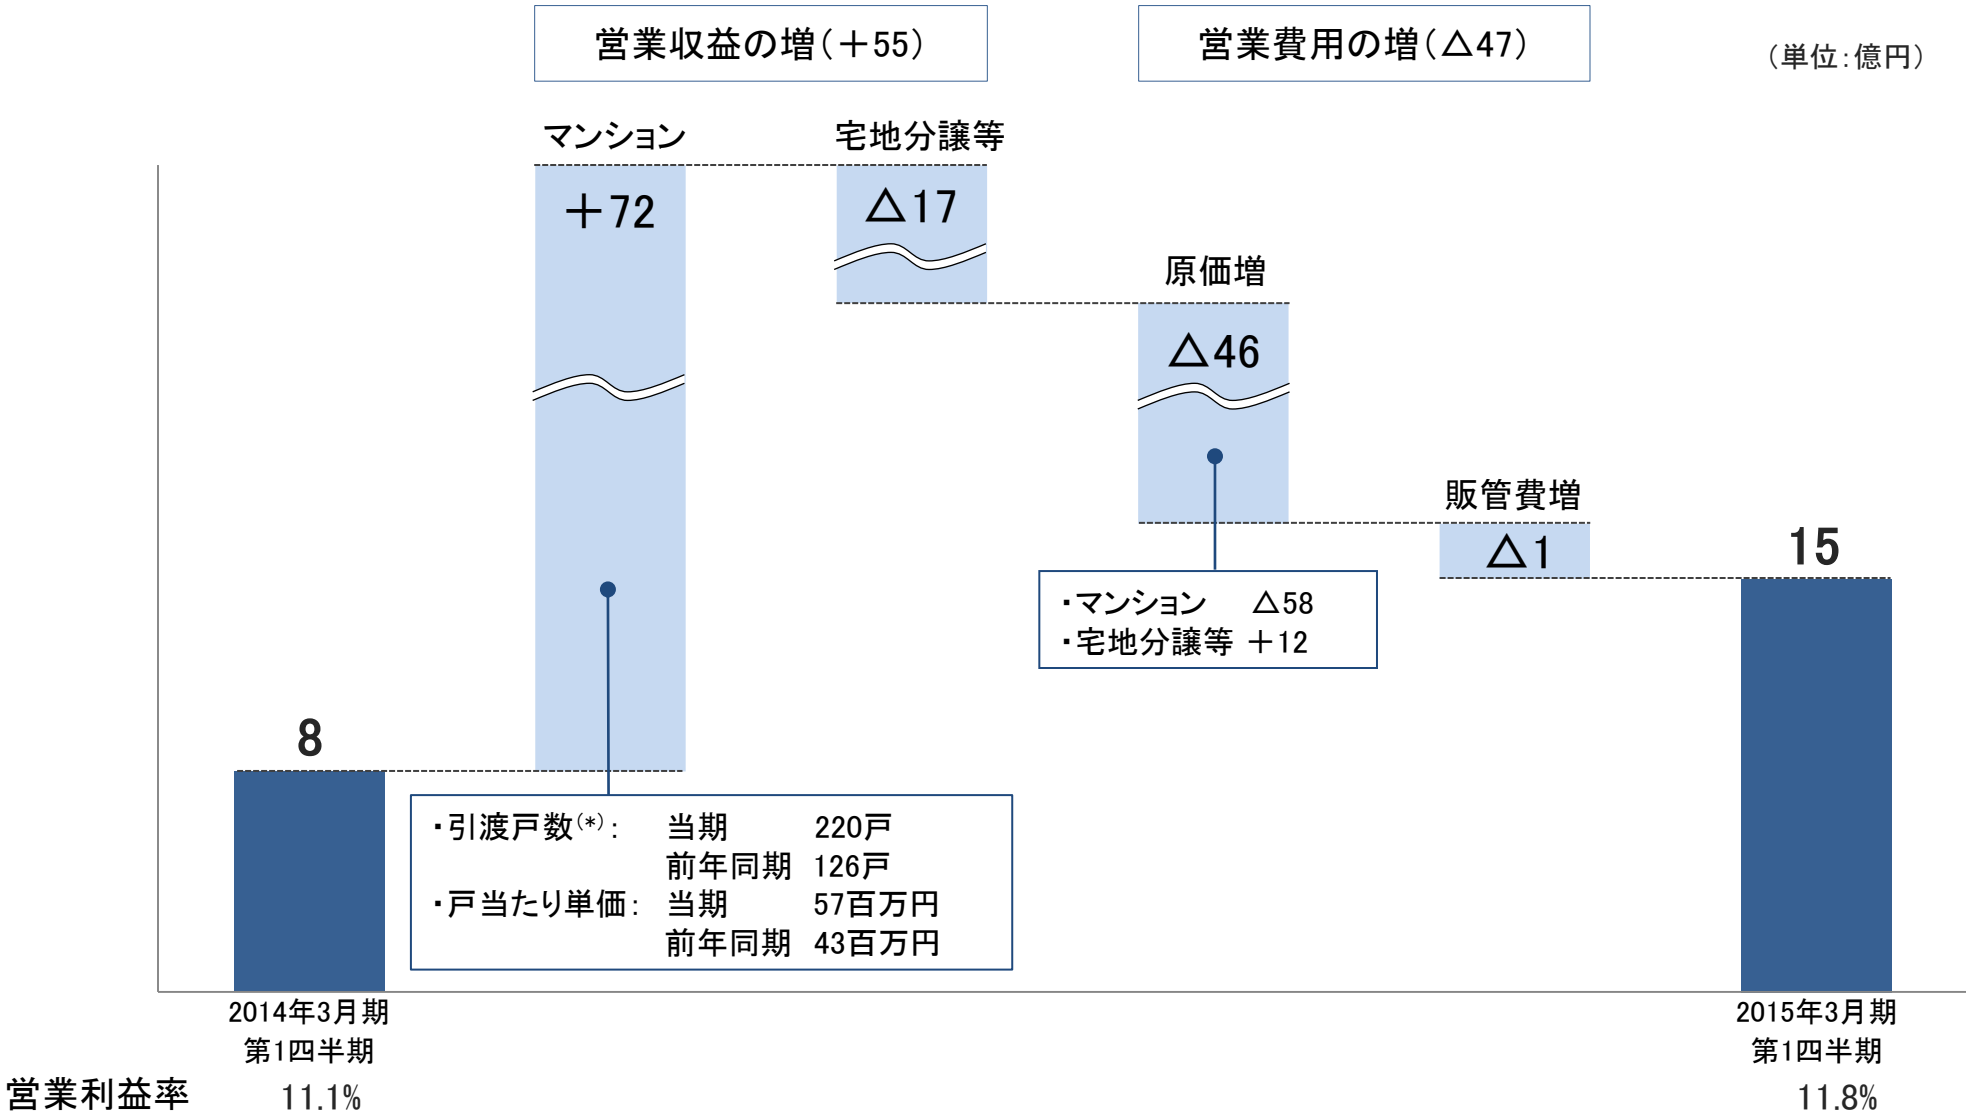 営業収益の増（＋55）
営業費用の増（△47）
（単位：億円）
マンション
宅地分譲等
＋72
△17
原価増
△46
販管費増
△1
15
・マンション △58
・宅地分譲等 ＋12
8
・引渡戸数(*)： 当期 220戸
前年同期 126戸
・戸当たり単価： 当期 57百万円
前年同期 43百万円
2014年3月期
第1四半期
2015年3月期
第1四半期
営業利益率 11.1% 11.8%